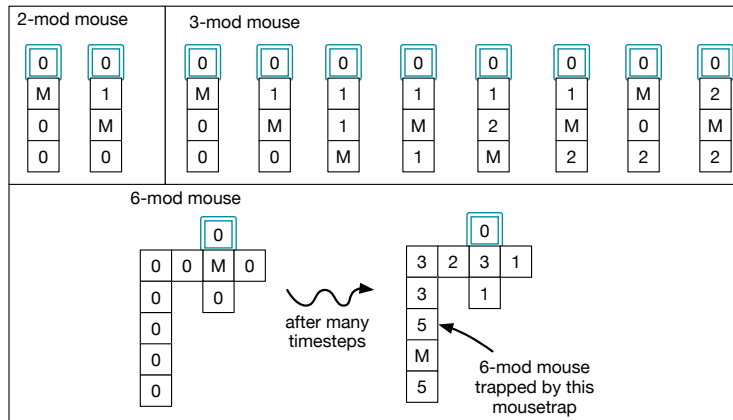 2-mod mouse
3-mod mouse
0 0 0 0 0 0 0 0 0 0
M 1 M 1 1 1 1 1 M 2
0 M 0 M 1 M 2 M 0 M
0 0 0 0 M 1 M 2 2 2
6-mod mouse
0 0
0 0 M 0 3 2 3 1
0 0 3 1
0 5
0 M
0 5
after many
timesteps
6-mod mouse
trapped by this
mousetrap